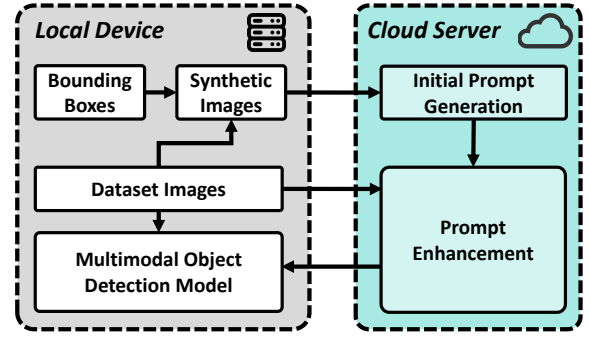 Local Device
Cloud Server
Bounding
Boxes
Synthetic
Images
Initial Prompt
Generation
Dataset Images
Prompt
Enhancement
Multimodal Object
Detection Model